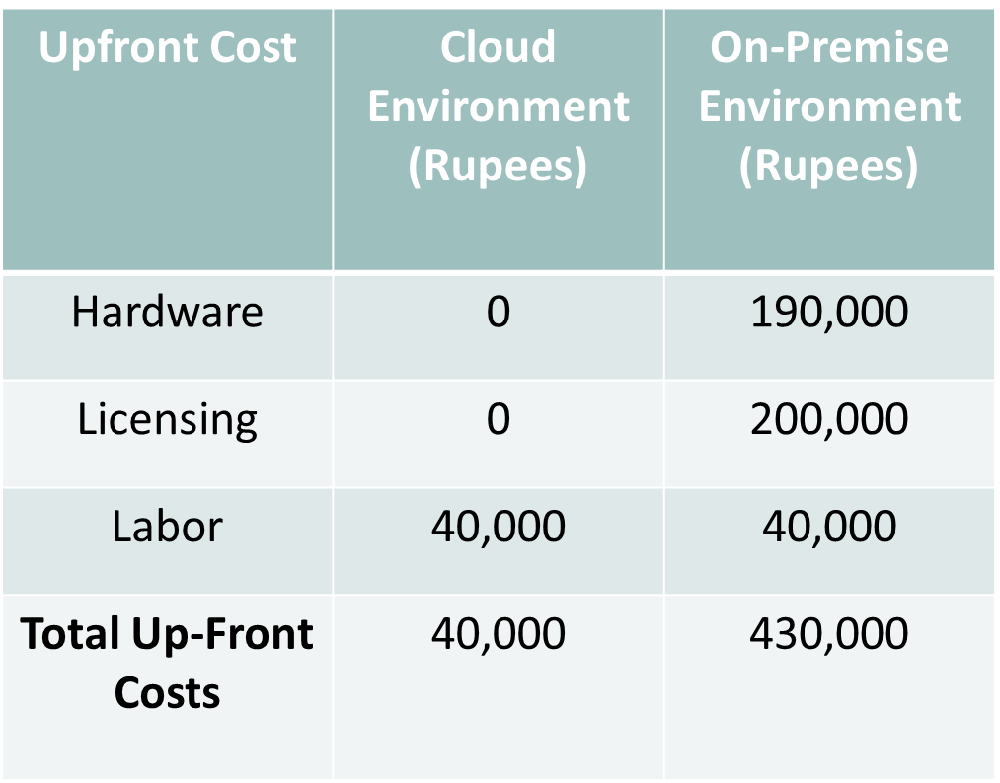 Upfront Cost
Cloud
Environment
(Rupees)
On-Premise
Environment
(Rupees)
Hardware
0
190,000
Licensing
0
200,000
Labor
40,000
40,000
Total Up-Front
Costs
40,000
430,000